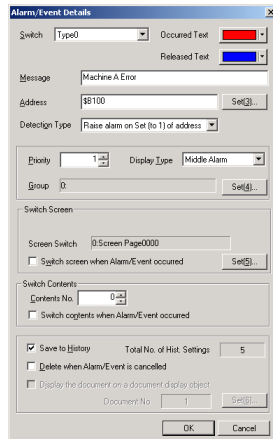 Alarm/Event Details
Switch Type0 Occurred Text
Released Text
Message Machine A Error
Address $B100 Set(3)...
Detection Type Raise alarm on Set (to 1) of address
Priority 1 Display Type Middle Alarm
Group 0: Set(4)...
Switch Screen
Screen Switch 0:Screen Page0000
Switch screen when Alarm/Event occurred Set(5)...
Switch Contents
Contents No. 0
Switch contents when Alarm/Event occurred
Save to History Total No. of Hist. Settings 5
Delete when Alarm/Event is cancelled
Display the document on a document display object
Document No. 1 Set(6)...
OK Cancel